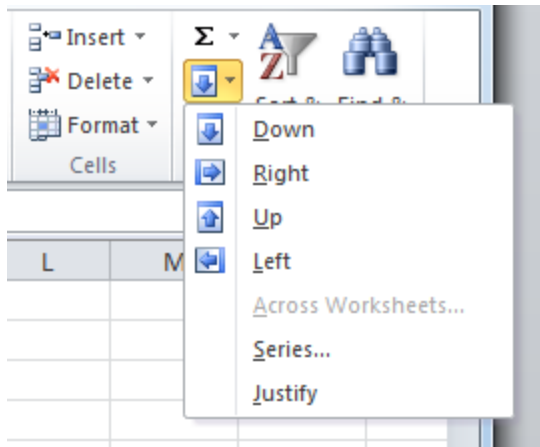 Insert
Σ
A
Z
Delete
Format
Cells
Down
Right
Up
Left
Across Worksheets...
Series...
Justify
L
M